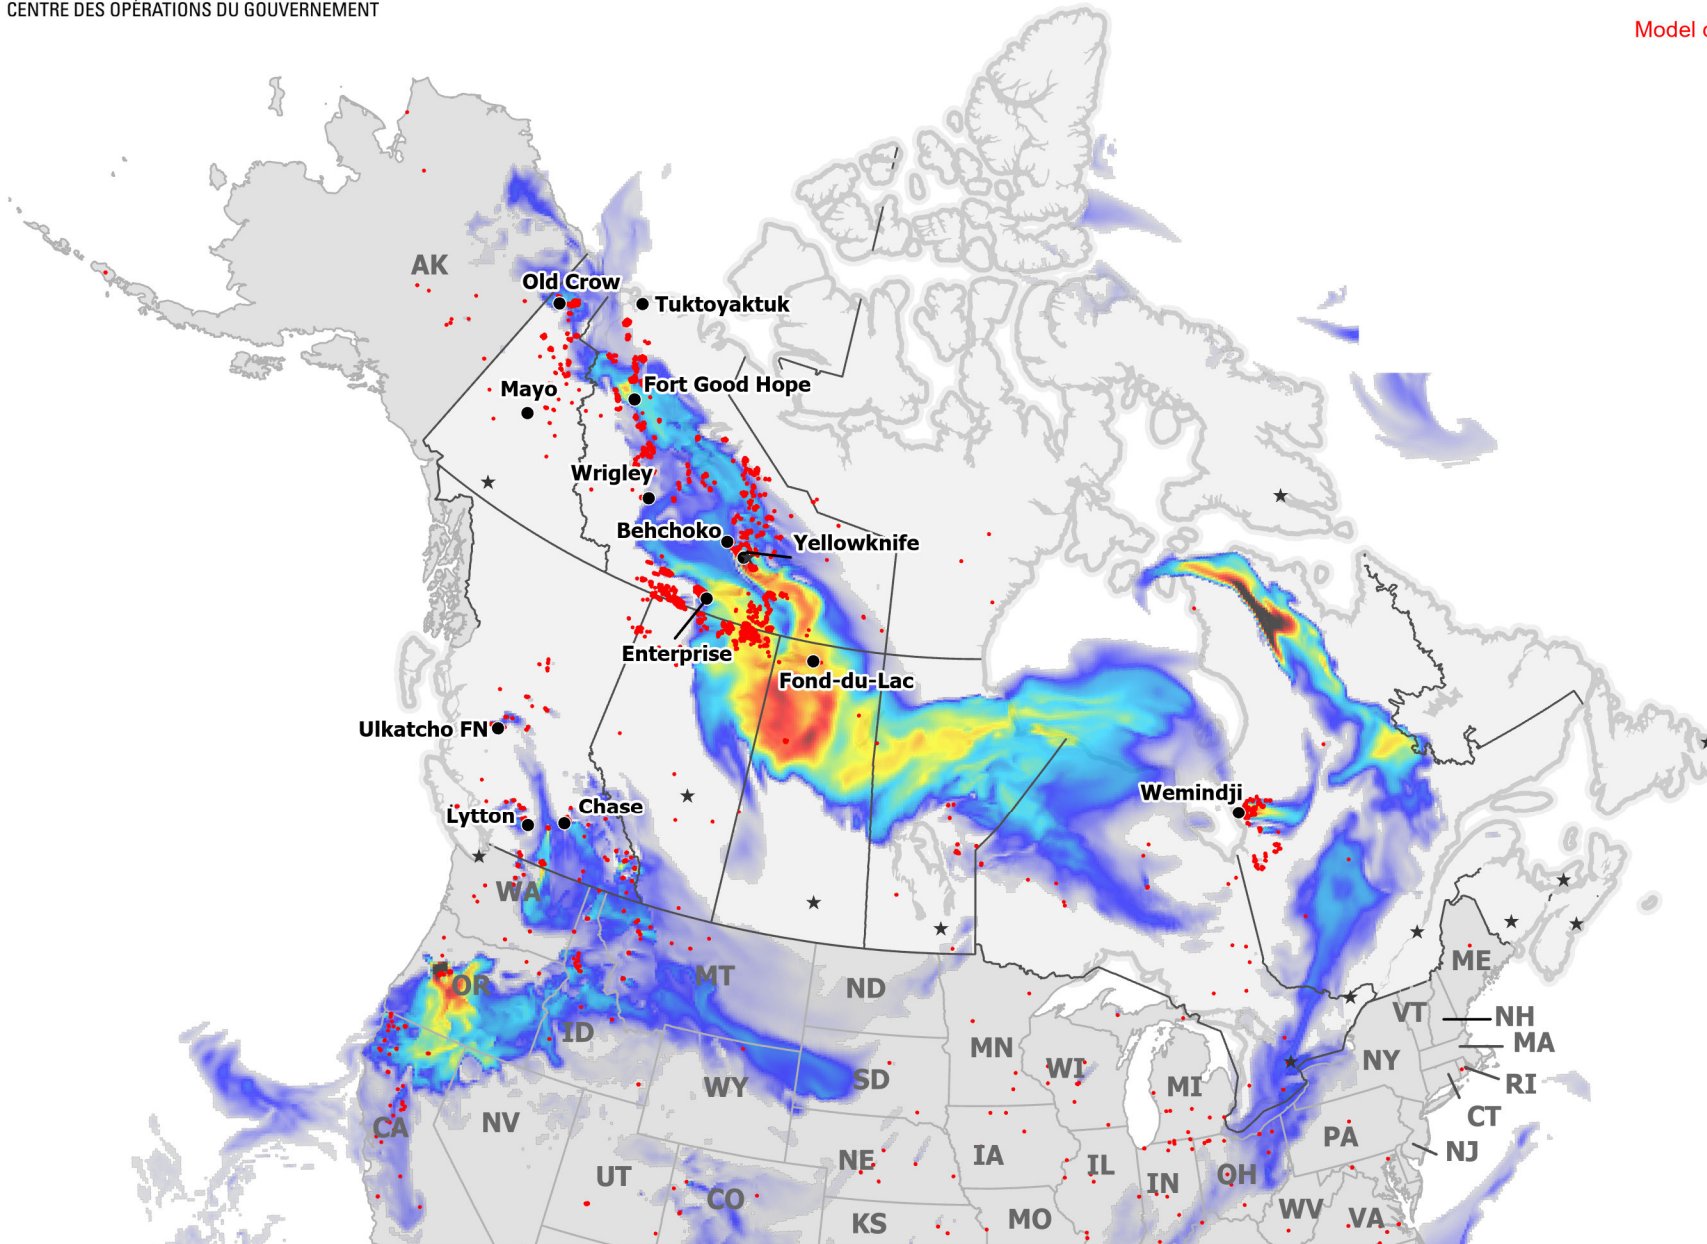 CENTRE DES OPÉRATIONS DU GOUVERNEMENT
Model
AK
Old Crow
Tuktoyaktuk
Mayo
Fort Good Hope
Wrigley
Behchoko
Yellowknife
Enterprise
Fond-du-Lac
Ulkatcho FN
Wemindji
Lytton
Chase
WA
OR
MT
ND
ME
ID
VT
NH
MN
MA
WI
NY
WY
SD
MI
RI
CA
NV
CT
PA
NJ
NE
IA
IL
UT
IN
OH
CO
KS
MO
WV
VA